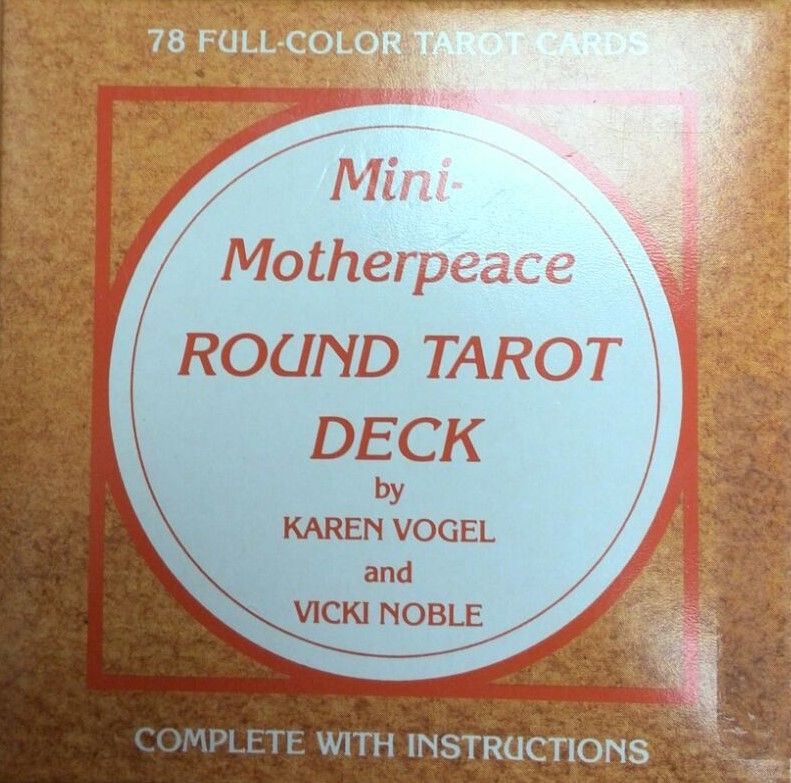 78 FULL-COLOR TAROT CARDS
Mini-
Motherpeace
ROUND TAROT
DECK
by
KAREN VOGEL
and
VICKI NOBLE
COMPLETE WITH INSTRUCTIONS